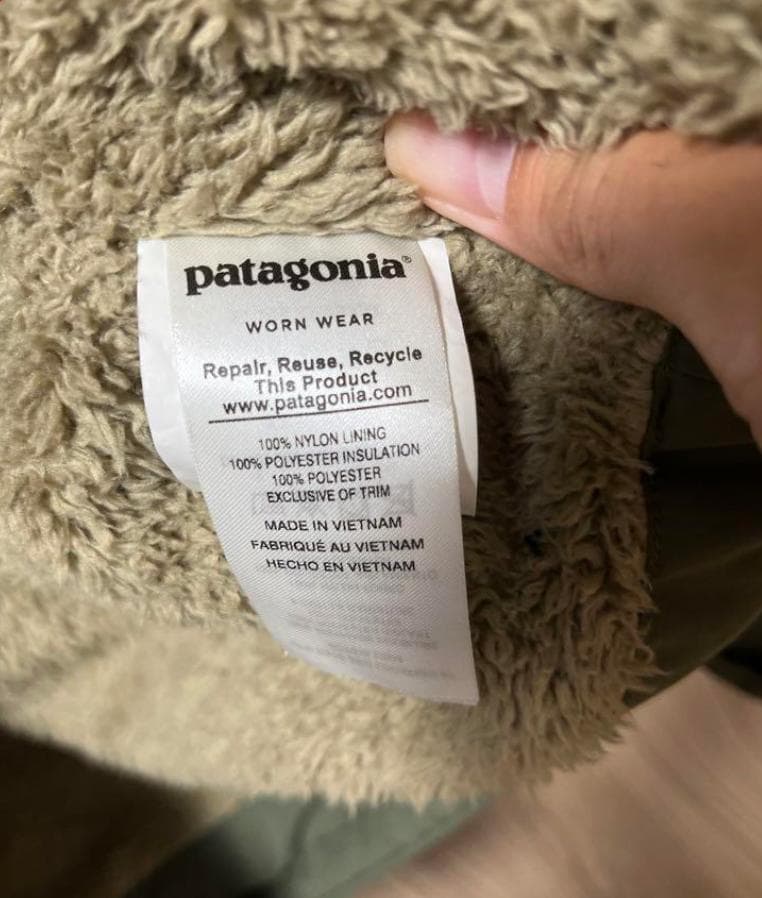 patagonia®
WORN WEAR
Repair, Reuse, Recycle
This Product
www.patagonia.com
100% NYLON LINING
100% POLYESTER INSULATION
100% POLYESTER
EXCLUSIVE OF TRIM
MADE IN VIETNAM
FABRIQUÉ AU VIETNAM
HECHO EN VIETNAM